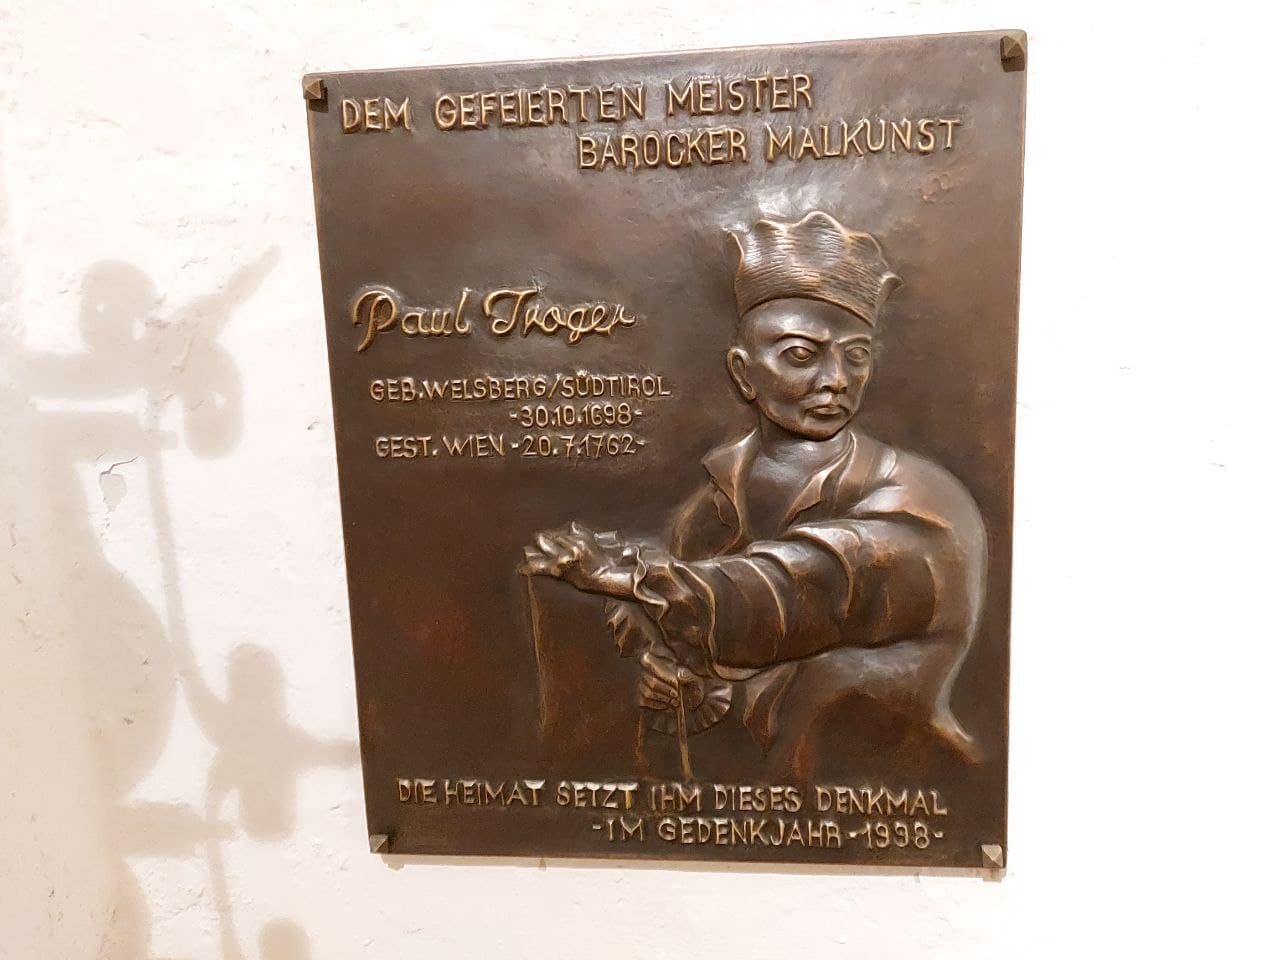 DEM GEFEIERTEN MEISTER
BAROCKER MALKUNST
Paul Troger
GEB. WELSBERG/SÜDTIROL
-30.10.1698-
GEST. WIEN -20.7.1762-
DIE HEIMAT SETZT IHM DIESES DENKMAL
-IM GEDENKJAHR -1998-